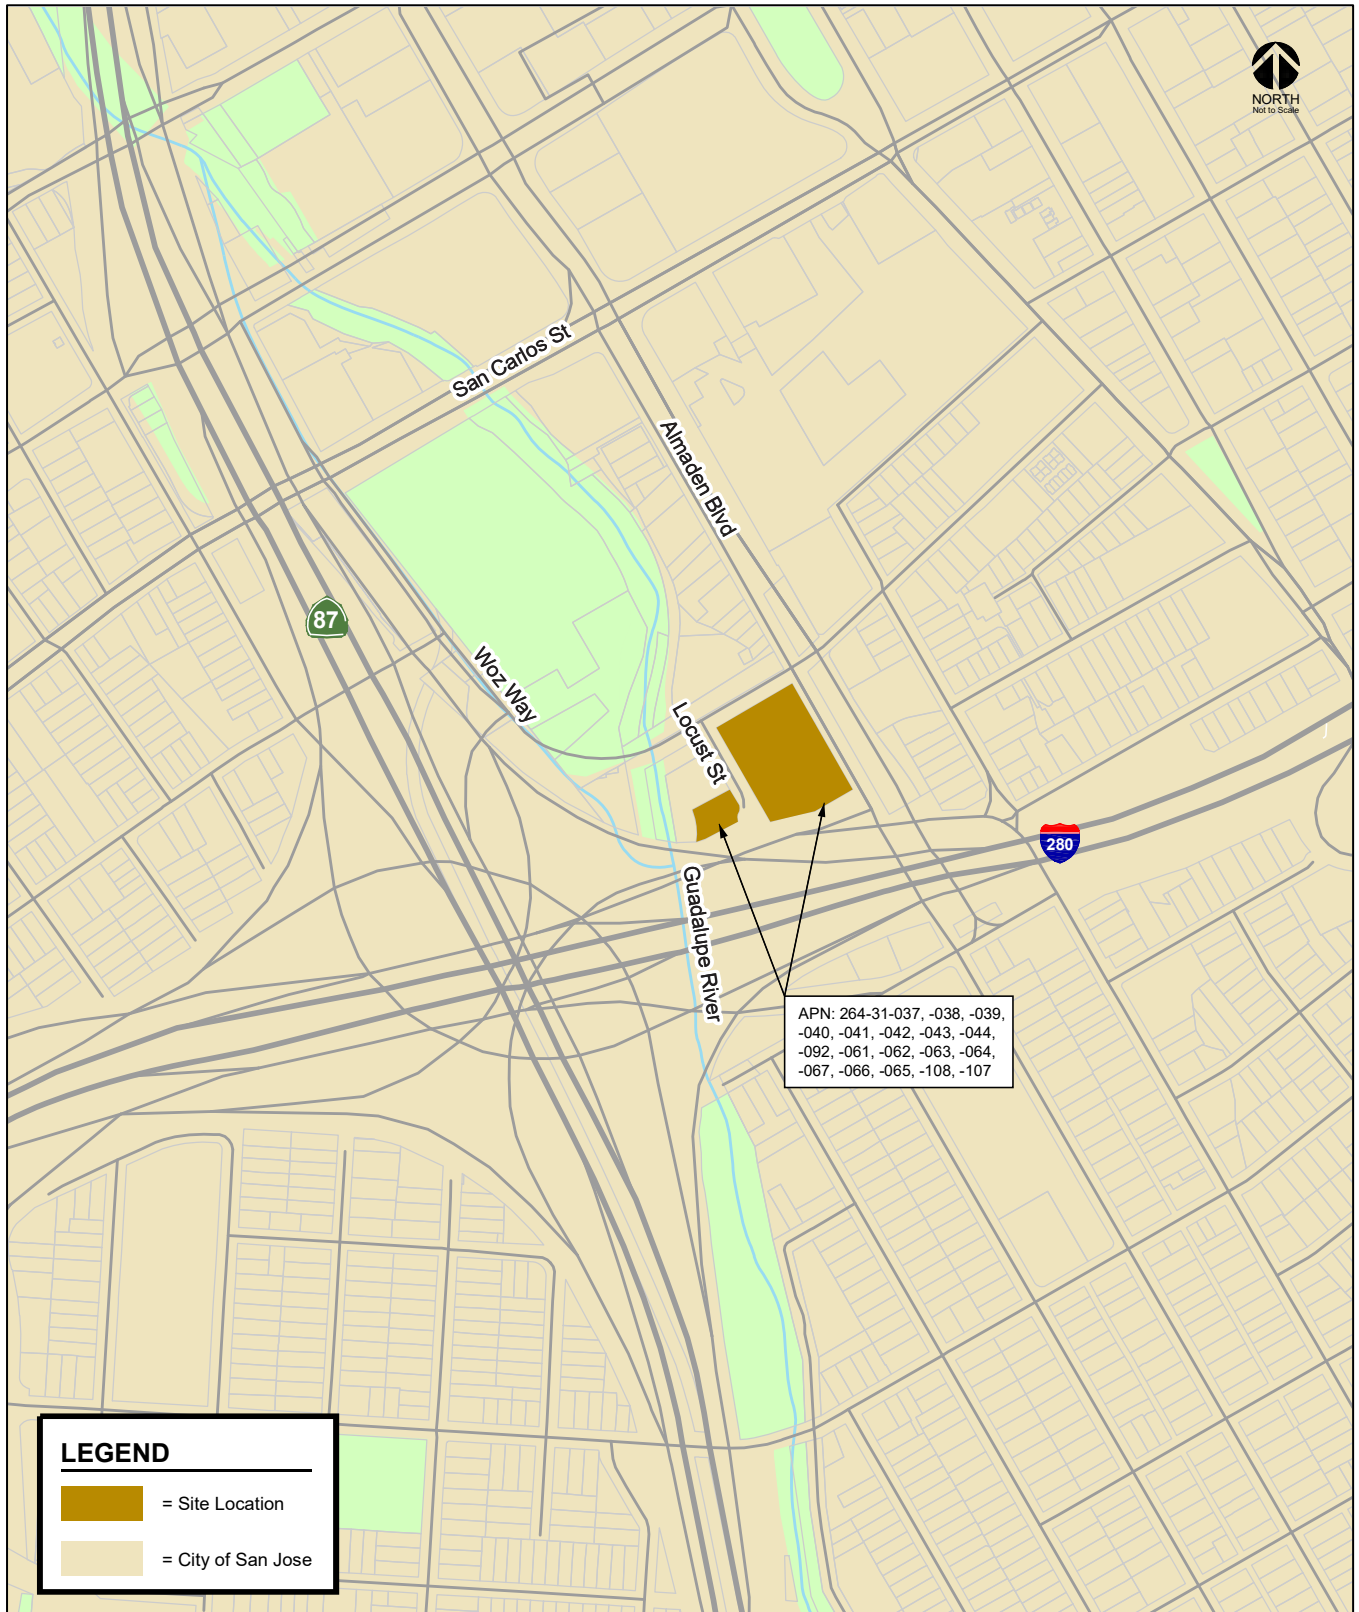 NORTH
Not to Scale
San Carlos St
Almaden Blvd
87
Woz Way
Locust St
280
Guadalupe River
APN: 264-31-037, -038, -039,
-040, -041, -042, -043, -044,
-092, -061, -062, -063, -064,
-067, -066, -065, -108, -107
LEGEND
= Site Location
= City of San Jose